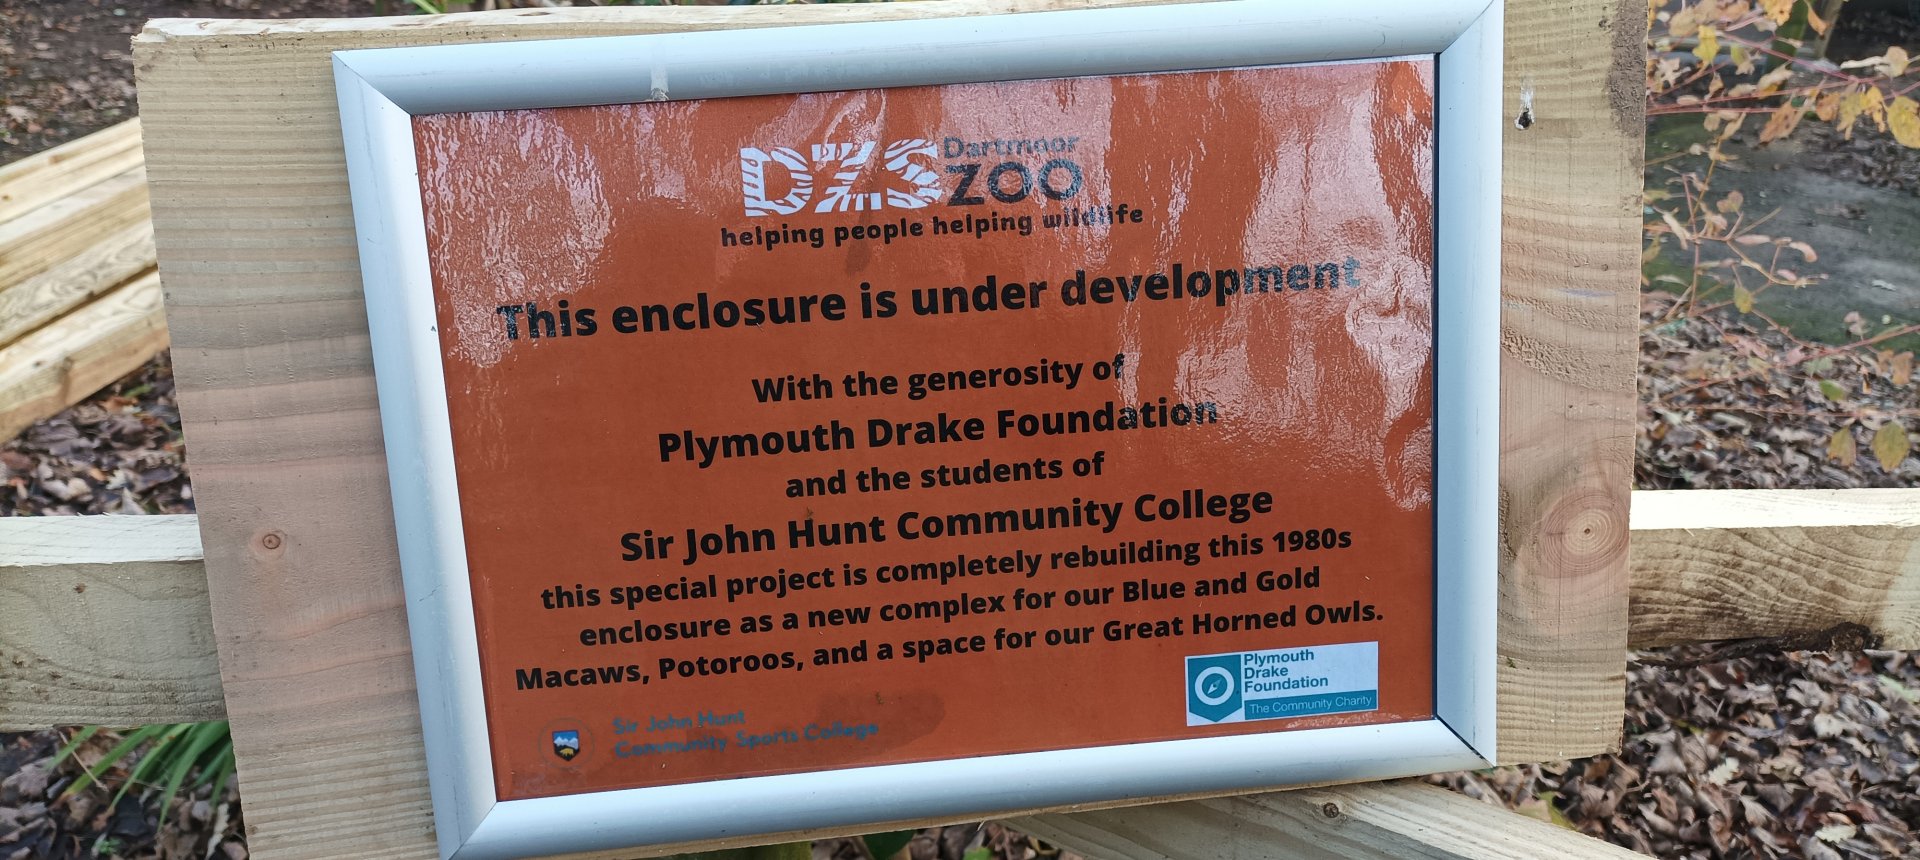 DZS Dartmoor
ZOO
helping people helping wildlife
This enclosure is under development
With the generosity of
Plymouth Drake Foundation
and the students of
Sir John Hunt Community College
this special project is completely rebuilding this 1980s
enclosure as a new complex for our Blue and Gold
Macaws, Potoroos, and a space for our Great Horned Owls.
Sir John Hunt
Community Sports College
Plymouth
Drake
Foundation
The Community Charity